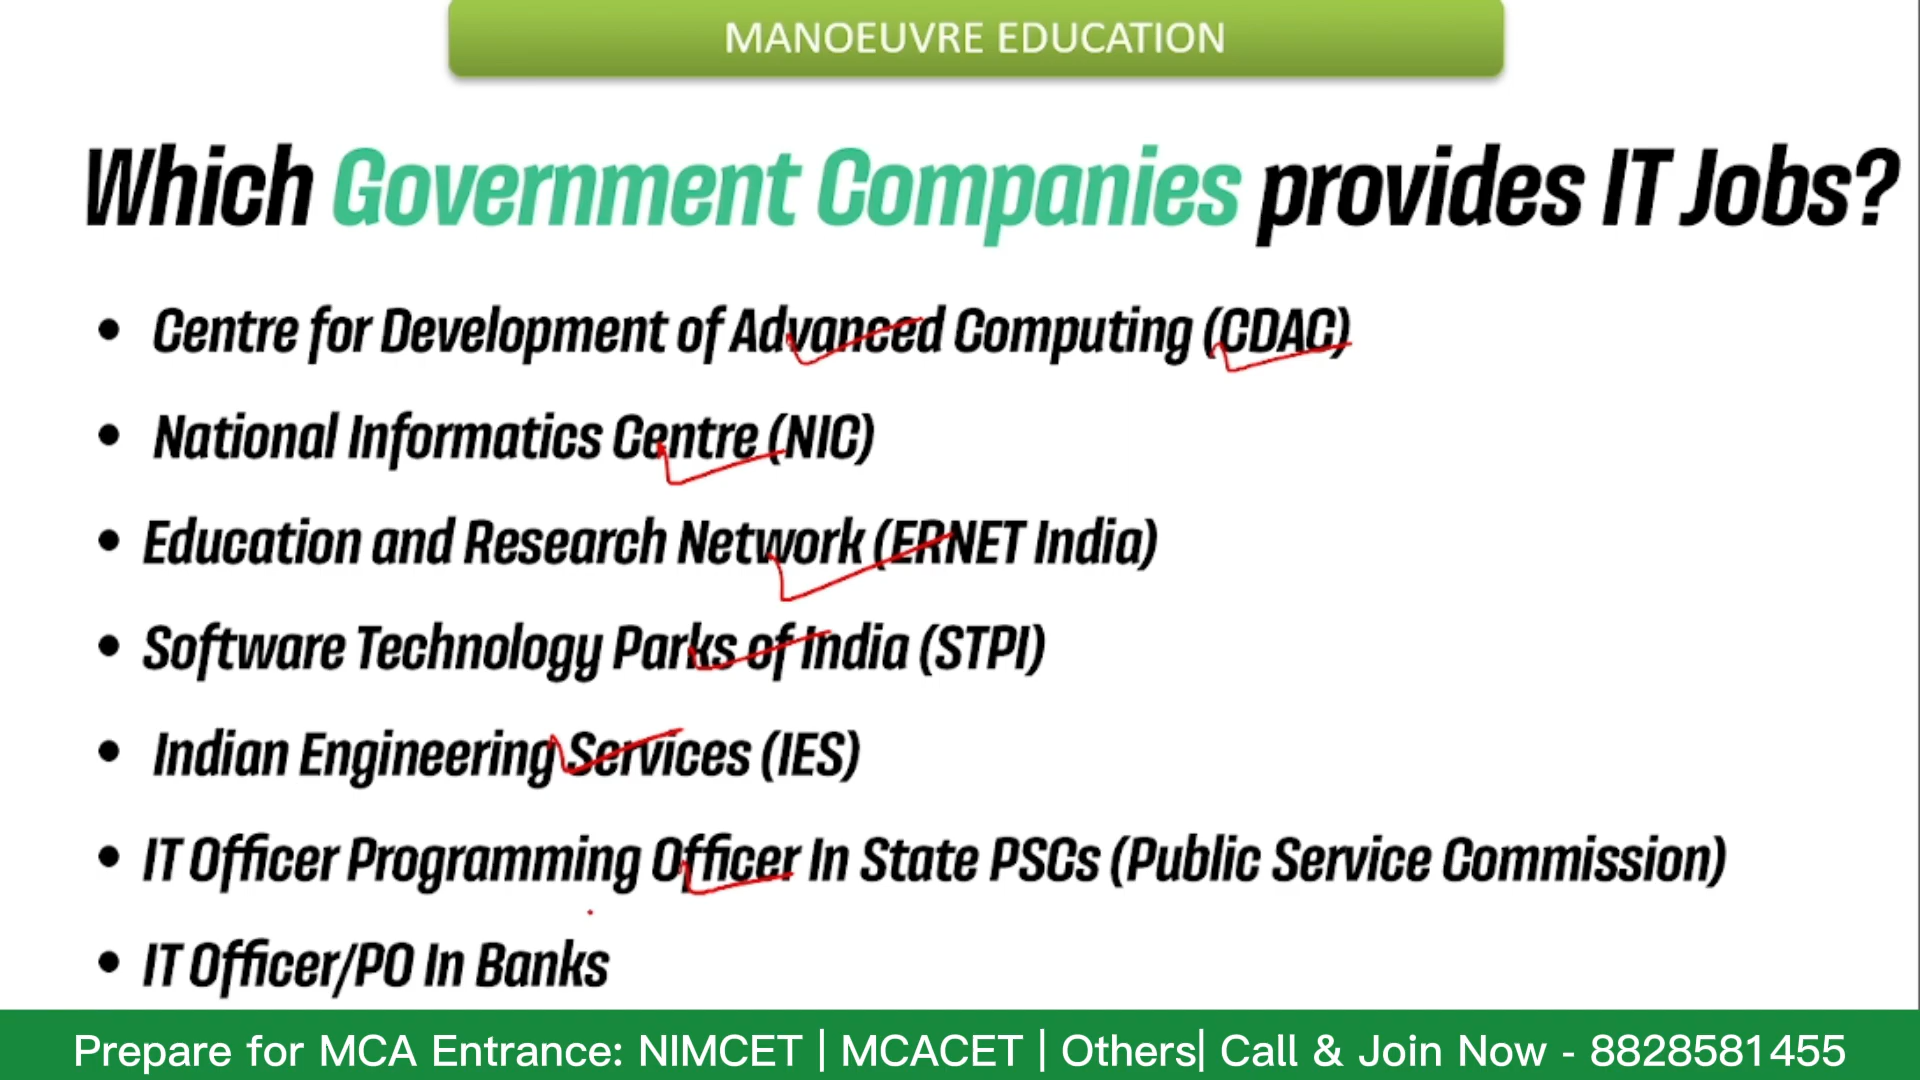 MANOEUVRE EDUCATION
Which Government Companies provides IT Jobs?
• Centre for Development of Advanced Computing (CDAC)
• National Informatics Centre (NIC)
• Education and Research Network (ERNET India)
• Software Technology Parks of India (STPI)
• Indian Engineering Services (IES)
• IT Officer Programming Officer In State PSCs (Public Service Commission)
• IT Officer/PO In Banks
Prepare for MCA Entrance: NIMCET | MCACET | Others| Call & Join Now - 8828581455